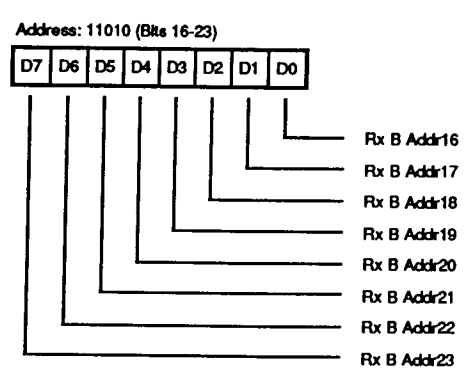 Address: 11010 (Bits 16-23)
D7 D6 D5 D4 D3 D2 D1 D0
Rx B Addr16
Rx B Addr17
Rx B Addr18
Rx B Addr19
Rx B Addr20
Rx B Addr21
Rx B Addr22
Rx B Addr23